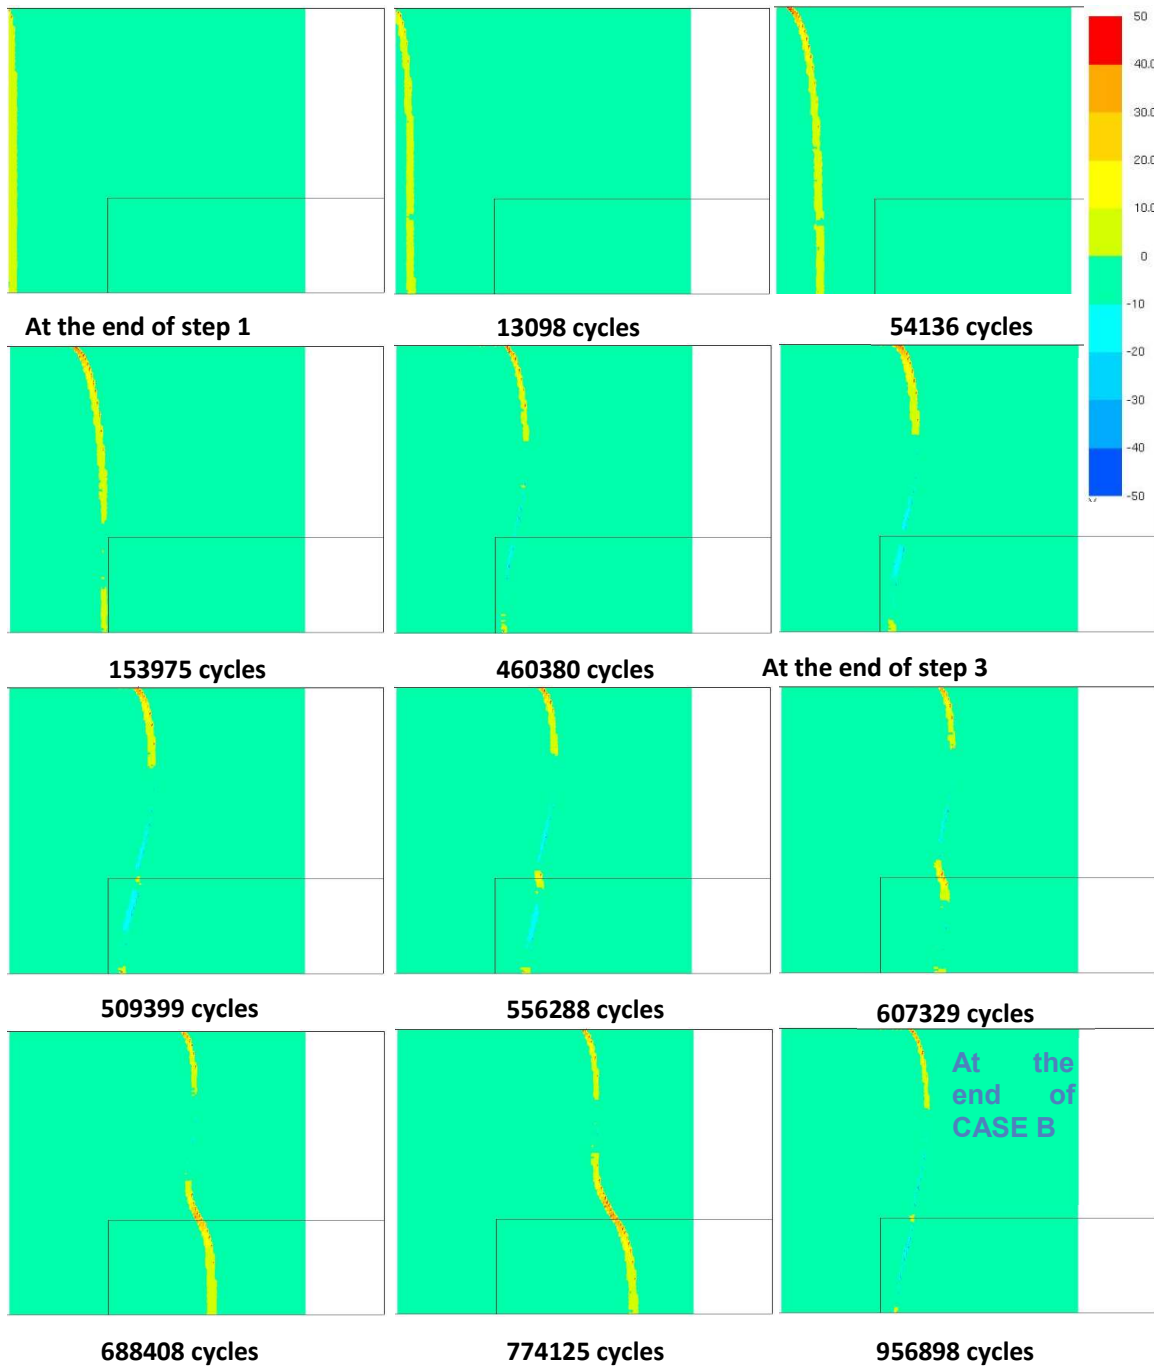 50
40.0
30.0
20.0
10.0
0
-10
-20
-30
-40
-50
At the end of step 1
13098 cycles
54136 cycles
153975 cycles
460380 cycles
At the end of step 3
509399 cycles
556288 cycles
607329 cycles
At the
end of
CASE B
688408 cycles
774125 cycles
956898 cycles